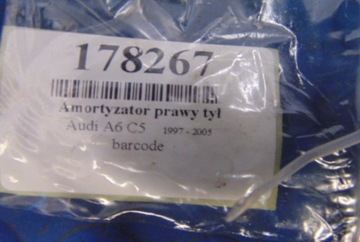 178267
Amortyzator prawy tył
Audi A6 C5 1997 - 2005
barcode